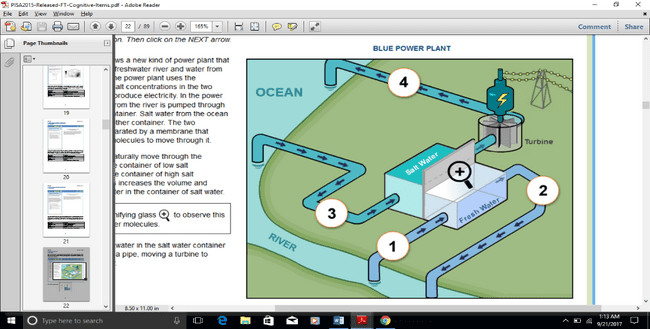 PISA2015-Released-FT-Cognitive-Items.pdf - Adobe Reader
File Edit View Window Help
22 / 89 165% Comment Share
Page Thumbnails
19
20
21
22
on. Then click on the NEXT arrow
ws a new kind of power plant that
freshwater river and water from
he power plant uses the
alt concentrations in the two
produce electricity. In the power
rom the river is pumped through
tainer. Salt water from the ocean
ther container. The two
arated by a membrane that
olecules to move through it.
aturally move through the
e container of low salt
e container of high salt
s increases the volume and
ter in the container of salt water.
nifying glass to observe this
er molecules.
water in the salt water container
a pipe, moving a turbine to
BLUE POWER PLANT
OCEAN
4
Turbine
Salt Water
2
Fresh Water
3
1
RIVER
8.50 x 11.00 in
Type here to search
1:13 AM
9/21/2017